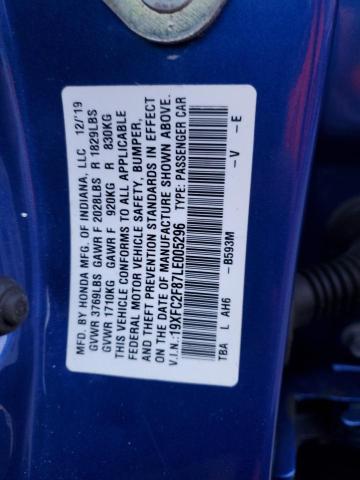 MFD. BY HONDA MFG. OF INDIANA, LLC 12/'19
GVWR 3769LBS GAWR F 2028LBS R 1829LBS
GVWR 1710KG GAWR F 920KG R 830KG
THIS VEHICLE CONFORMS TO ALL APPLICABLE
FEDERAL MOTOR VEHICLE SAFETY, BUMPER,
AND THEFT PREVENTION STANDARDS IN EFFECT
ON THE DATE OF MANUFACTURE SHOWN ABOVE.
V.I.N.:19XFC2F87LE005296 TYPE: PASSENGER CAR
TBA L AH6 -B593M -V -E